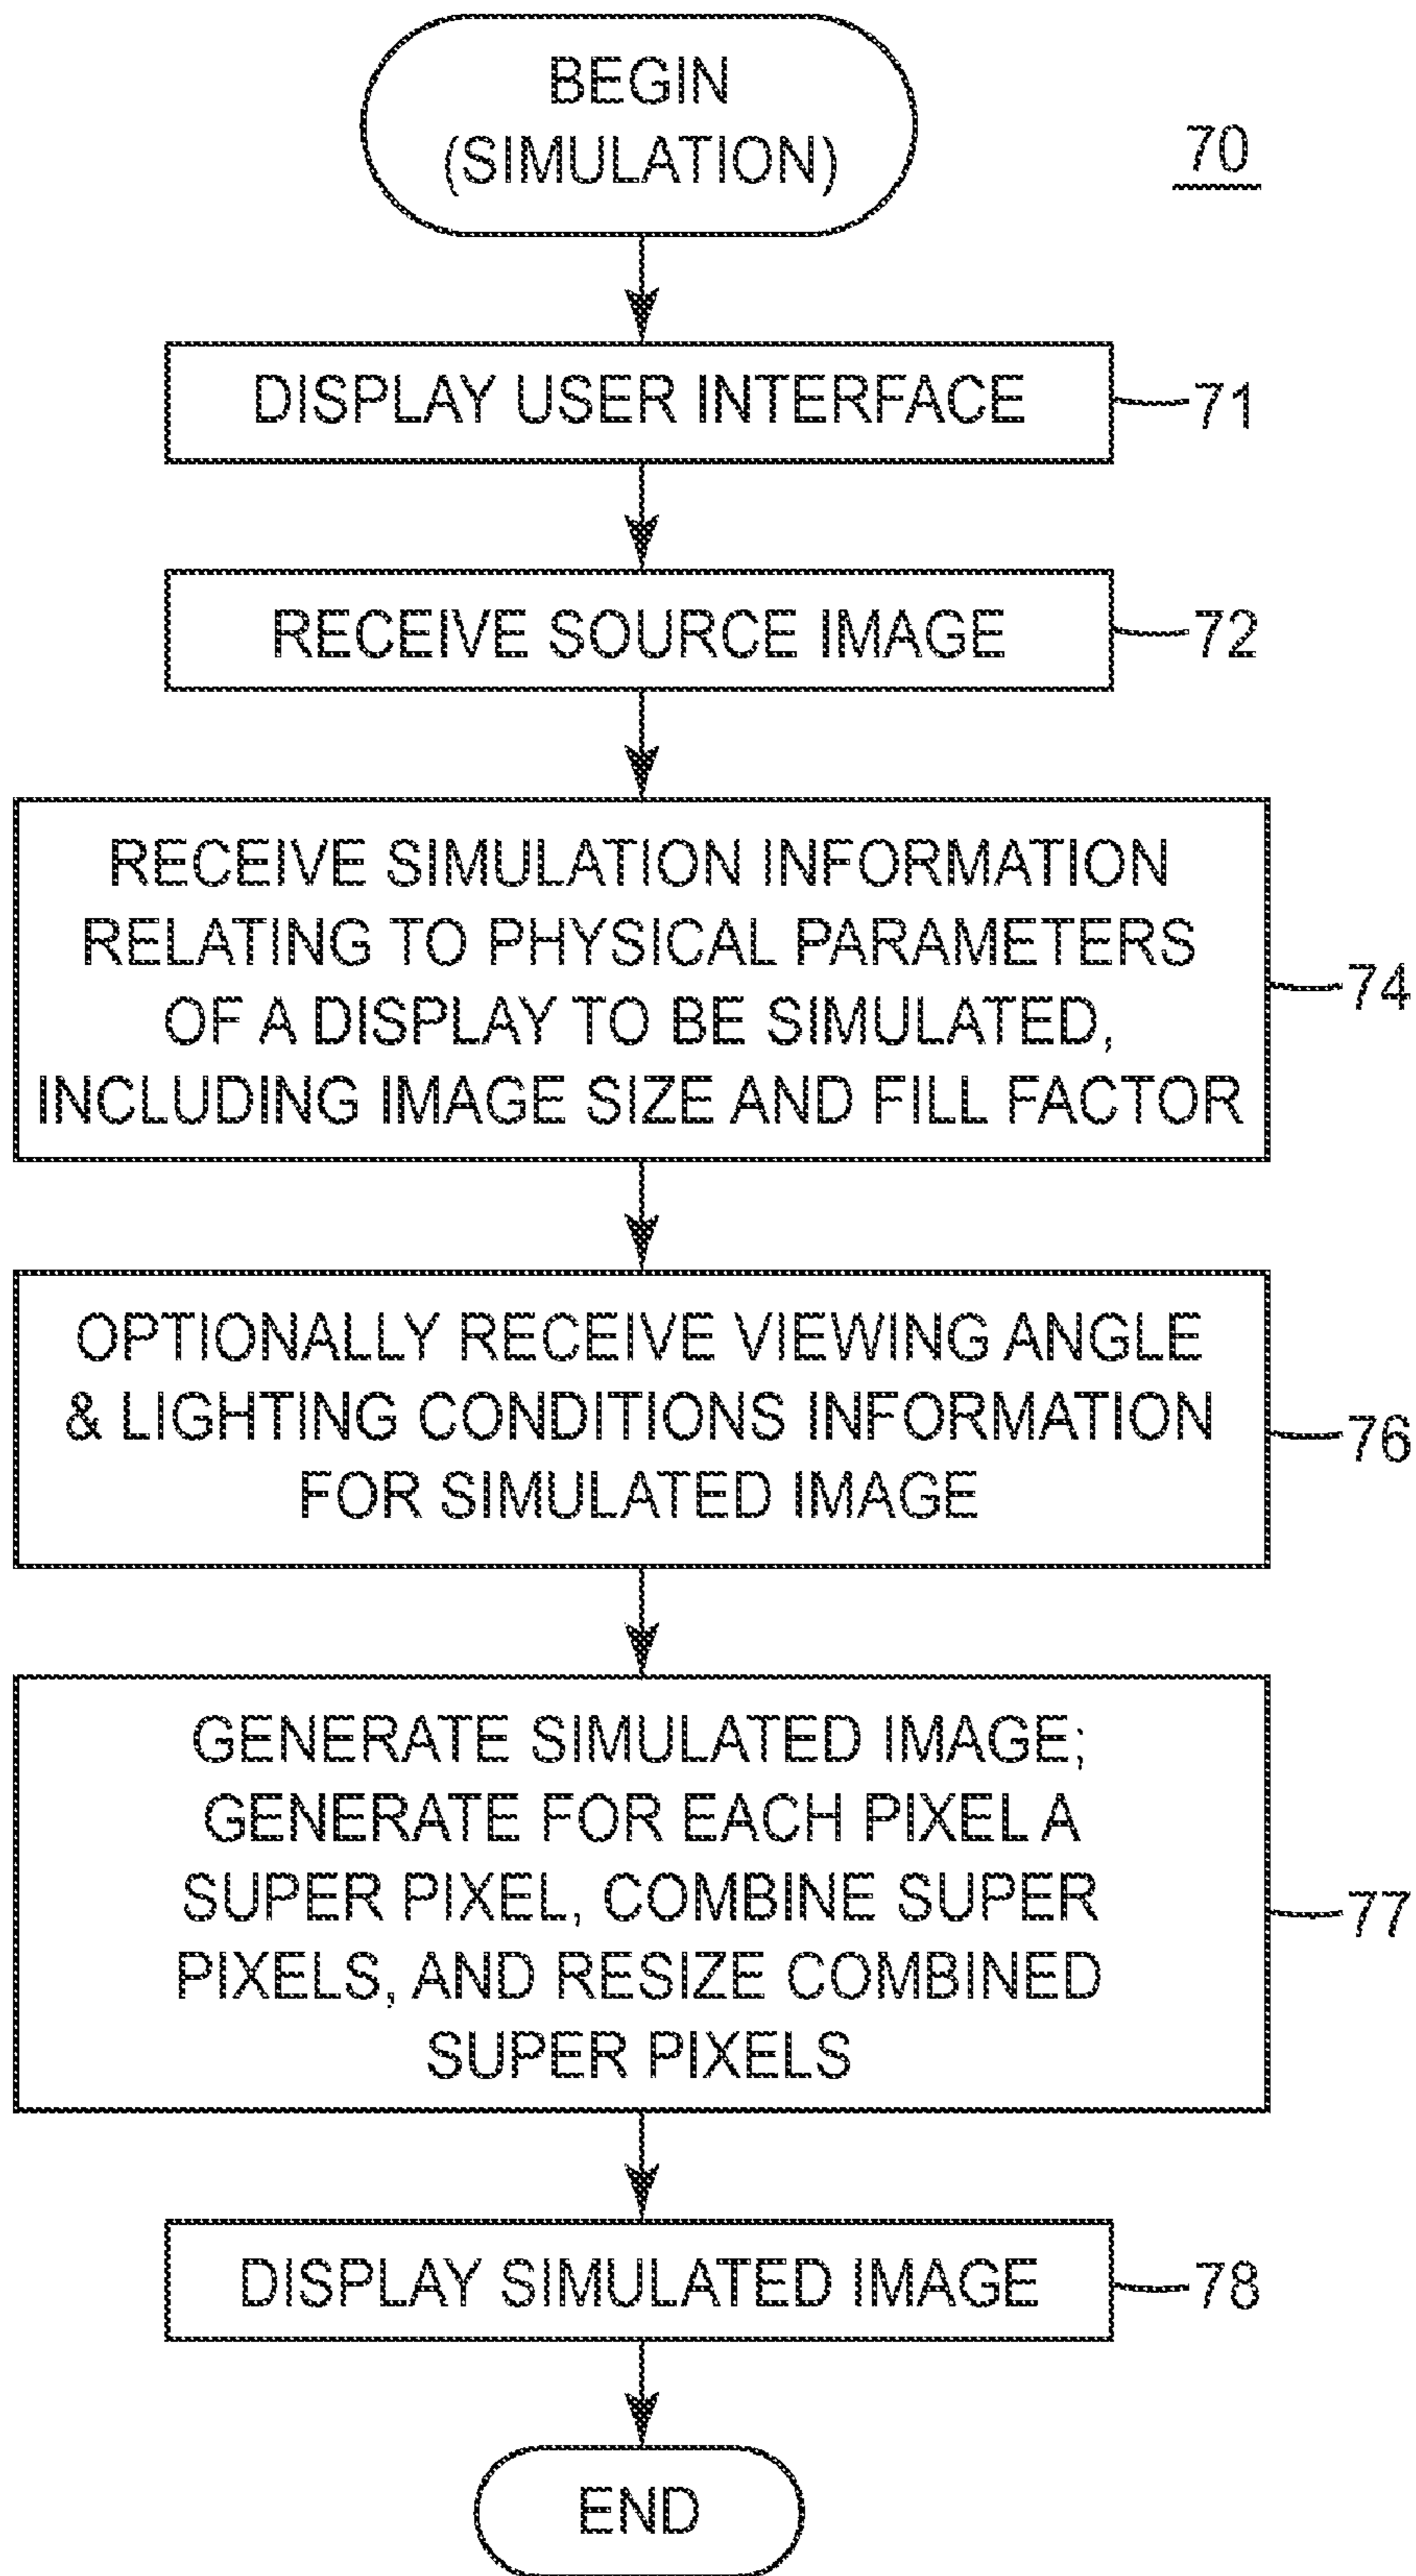 BEGIN
(SIMULATION)
70
DISPLAY USER INTERFACE
71
RECEIVE SOURCE IMAGE
72
RECEIVE SIMULATION INFORMATION
RELATING TO PHYSICAL PARAMETERS
OF A DISPLAY TO BE SIMULATED,
INCLUDING IMAGE SIZE AND FILL FACTOR
74
OPTIONALLY RECEIVE VIEWING ANGLE
& LIGHTING CONDITIONS INFORMATION
FOR SIMULATED IMAGE
76
GENERATE SIMULATED IMAGE;
GENERATE FOR EACH PIXEL A
SUPER PIXEL, COMBINE SUPER
PIXELS, AND RESIZE COMBINED
SUPER PIXELS
77
DISPLAY SIMULATED IMAGE
78
END